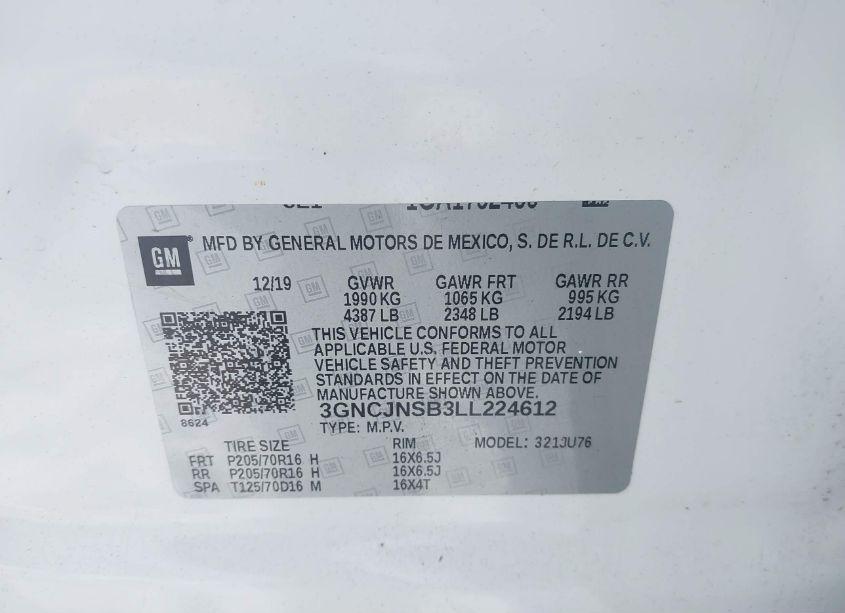 GM
MFD BY GENERAL MOTORS DE MEXICO, S. DE R.L. DE C.V.
12/19 GVWR GAWR FRT GAWR RR
1990 KG 1065 KG 995 KG
4387 LB 2348 LB 2194 LB
THIS VEHICLE CONFORMS TO ALL
APPLICABLE U.S. FEDERAL MOTOR
VEHICLE SAFETY AND THEFT PREVENTION
STANDARDS IN EFFECT ON THE DATE OF
MANUFACTURE SHOWN ABOVE.
8624
3GNCJNSB3LL224612
TYPE: M.P.V.
TIRE SIZE RIM MODEL: 321JU76
FRT P205/70R16 H 16X6.5J
RR P205/70R16 H 16X6.5J
SPA T125/70D16 M 16X4T